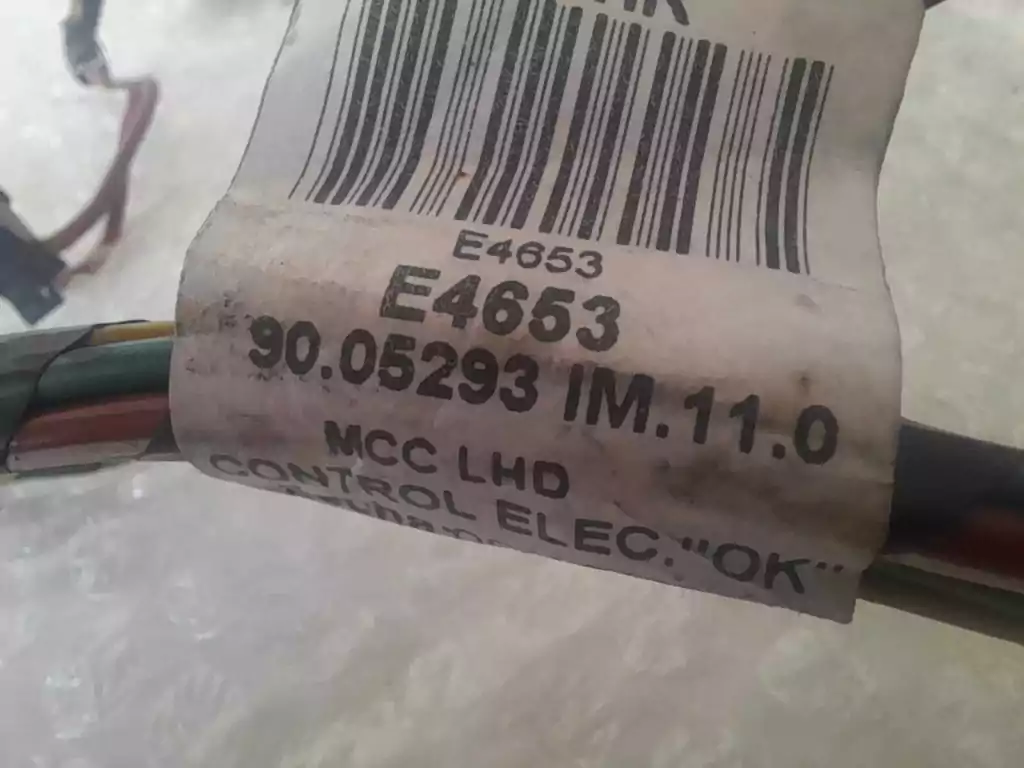 E4653
E4653
90.05293 IM.11.0
MCC LHD
CONTROL ELEC."OK"